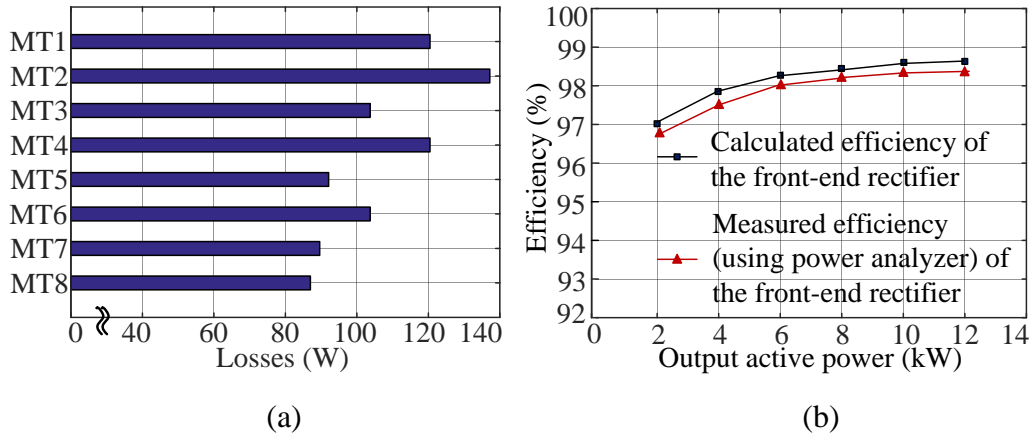 MT1
MT2
MT3
MT4
MT5
MT6
MT7
MT8
0 40 60 80 100 120 140
Losses (W)
(a)
100
99
98
97
96
95
94
93
92
Efficiency (%)
Calculated efficiency of
the front-end rectifier
Measured efficiency
(using power analyzer) of
the front-end rectifier
0 2 4 6 8 10 12 14
Output active power (kW)
(b)